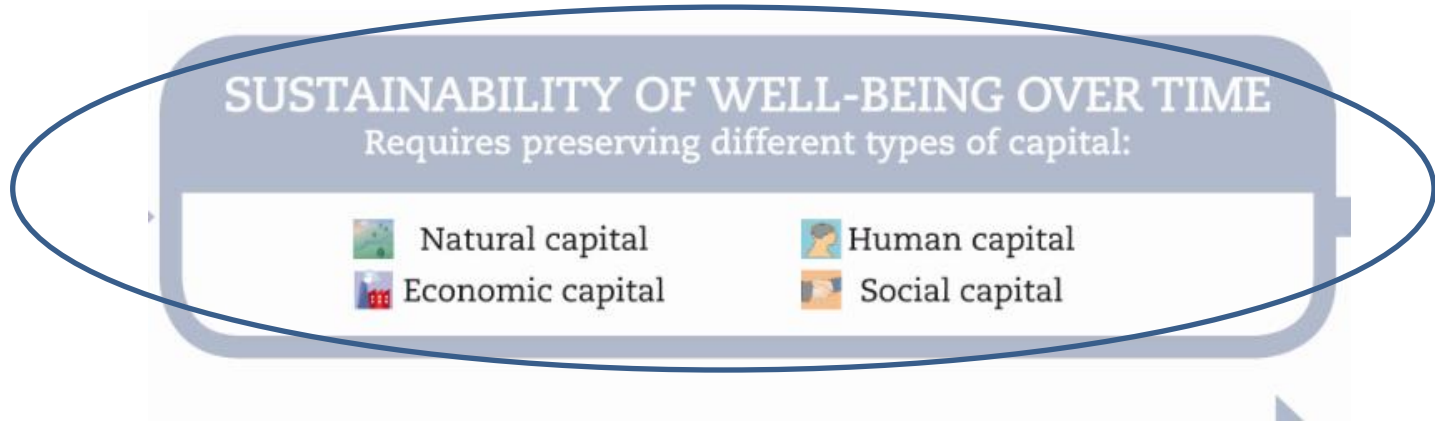 SUSTAINABILITY OF WELL-BEING OVER TIME
Requires preserving different types of capital:
Natural capital
Human capital
Economic capital
Social capital